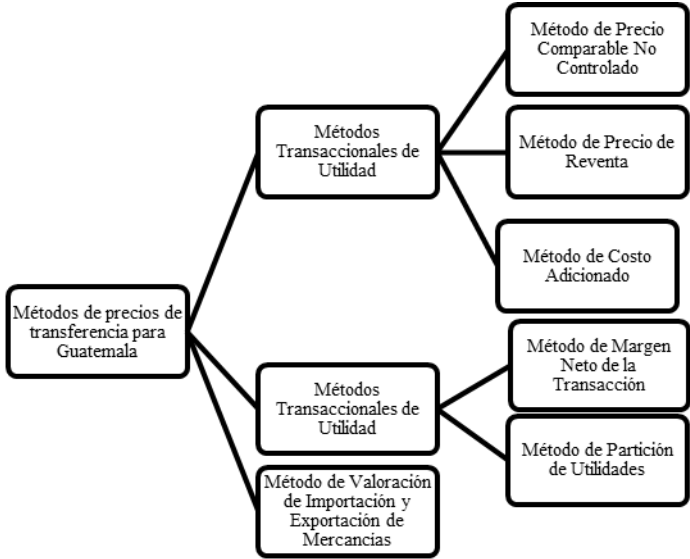 Métodos de precios de
transferencia para
Guatemala
Métodos
Transaccionales de
Utilidad
Método de Precio
Comparable No
Controlado
Método de Precio de
Reventa
Método de Costo
Adicionado
Métodos
Transaccionales de
Utilidad
Método de Margen
Neto de la
Transacción
Método de Partición
de Utilidades
Método de Valoración
de Importación y
Exportación de
Mercancias